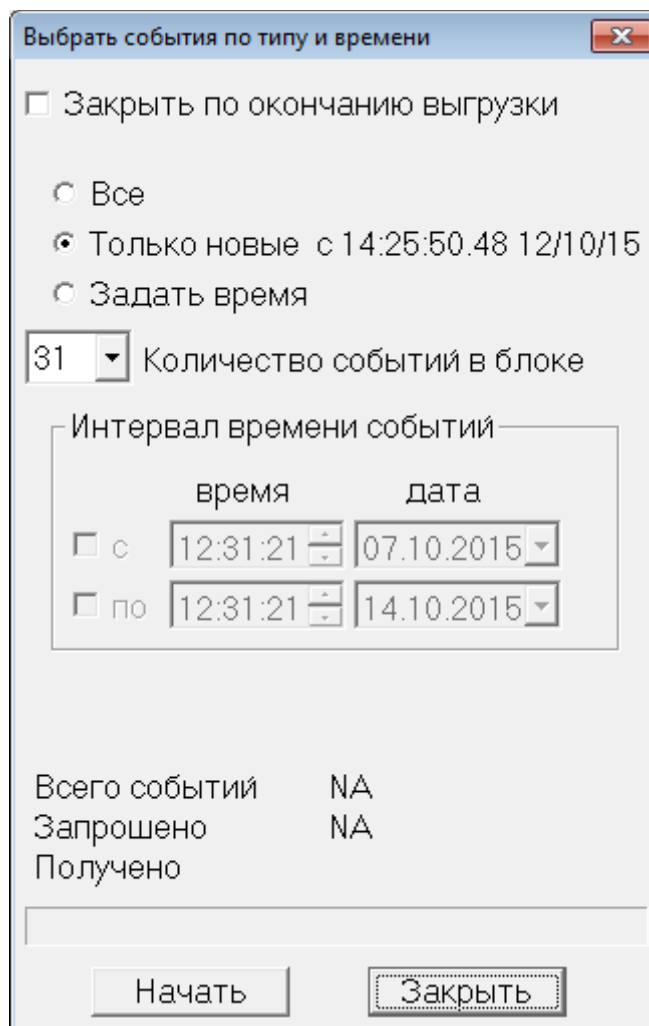 Выбрать события по типу и времени
Закрыть по окончанию выгрузки
Все
Только новые с 14:25:50.48 12/10/15
Задать время
31 Количество событий в блоке
Интервал времени событий
время дата
с 12:31:21 07.10.2015
по 12:31:21 14.10.2015
Всего событий NA
Запрошено NA
Получено
Начать Закрыть